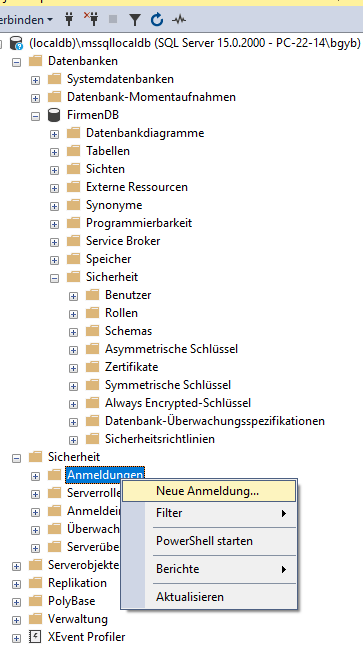 erbinden
(localdb)\mssqllocaldb (SQL Server 15.0.2000 - PC-22-14\bgyb)
Datenbanken
Systemdatenbanken
Datenbank-Momentaufnahmen
FirmenDB
Datenbankdiagramme
Tabellen
Sichten
Externe Ressourcen
Synonyme
Programmierbarkeit
Service Broker
Speicher
Sicherheit
Benutzer
Rollen
Schemas
Asymmetrische Schlüssel
Zertifikate
Symmetrische Schlüssel
Always Encrypted-Schlüssel
Datenbank-Überwachungsspezifikationen
Sicherheitsrichtlinien
Sicherheit
Anmeldungen
Neue Anmeldung...
Serverrolle
Filter
Anmeldein
Überwach
PowerShell starten
Serverüber
Serverobjekte
Berichte
Replikation
PolyBase
Aktualisieren
Verwaltung
XEvent Profiler